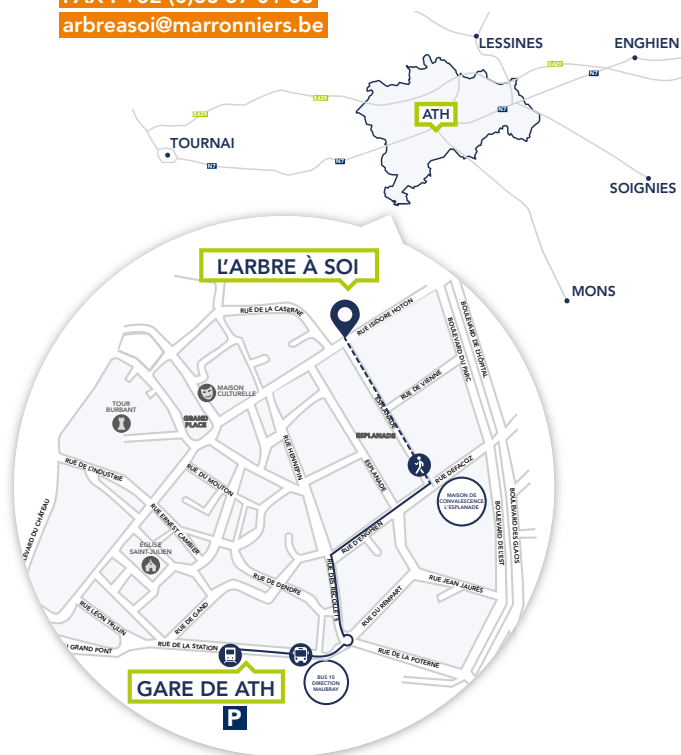 arbreasoi@marronniers.be
LESSINES
ENGHIEN
E429
N7
E429
E429
N7
ATH
TOURNAI
N7
N7
SOIGNIES
MONS
L'ARBRE À SOI
RUE DE LA CASERNE
RUE ISIDORE HOTON
BOULEVARD DE L'HÔPITAL
BOULEVARD DU PARC
RUE DE VIENNE
MAISON
CULTURELLE
TOUR
BURBANT
GRAND
PLACE
ESPLANADE
ESPLANADE
RUE HENNEPIN
ESPLANADE
RUE DE L'INDUSTRIE
RUE DU MOUTON
RUE DEFACQZ
MAISON DE
CONVALESCENCE
L'ESPLANADE
BOULEVARD DES GLACIS
BOULEVARD DE L'EST
RUE ERNEST CAMBIER
RUE D'ENGHIEN
ÉGLISE
SAINT-JULIEN
RUE DES RÉCOLLETS
RUE DE DENDRE
RUE JEAN JAURÈS
RUE DU REMPART
RUE LÉON TRULIN
RUE DE GAND
GRAND PONT
RUE DE LA STATION
RUE DE LA POTERNE
BUS 10
DIRECTION
MAUBRAY
GARE DE ATH
P